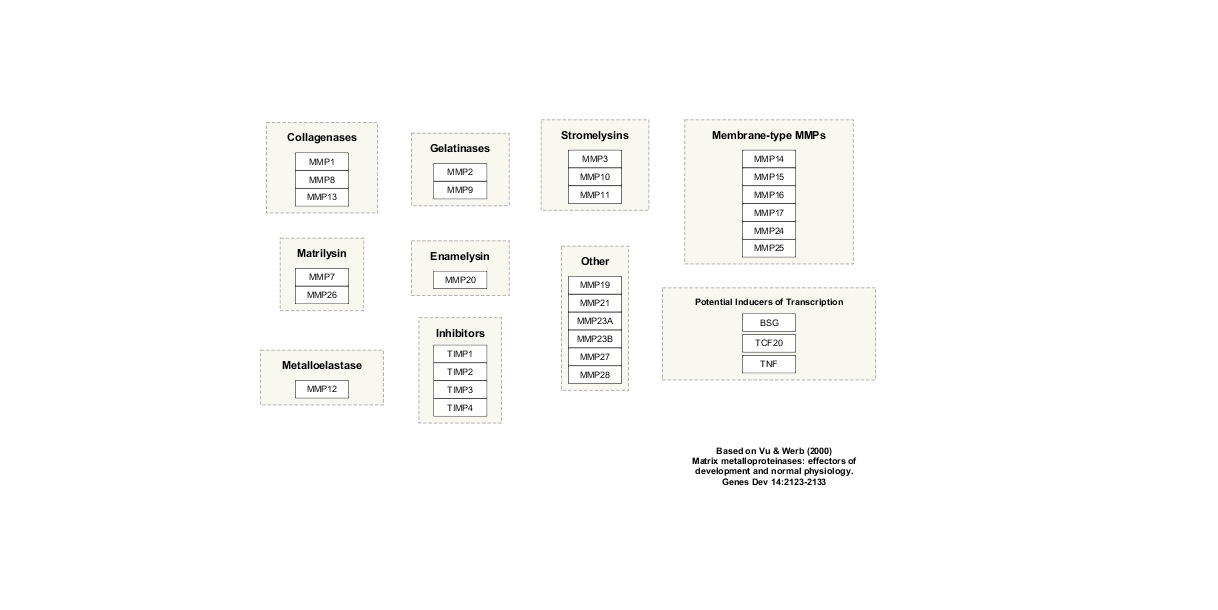 Collagenases
MMP1
MMP8
MMP13
Gelatinases
MMP2
MMP9
Stromelysins
MMP3
MMP10
MMP11
Membrane-type MMPs
MMP14
MMP15
MMP16
MMP17
MMP24
MMP25
Matrilysin
MMP7
MMP26
Enamelysin
MMP20
Other
MMP19
MMP21
MMP23A
MMP23B
MMP27
MMP28
Potential Inducers of Transcription
BSG
TCF20
TNF
Metalloelastase
MMP12
Inhibitors
TIMP1
TIMP2
TIMP3
TIMP4
Based on Vu & Werb (2000)
Matrix metalloproteinases: effectors of
development and normal physiology.
Genes Dev 14:2123-2133